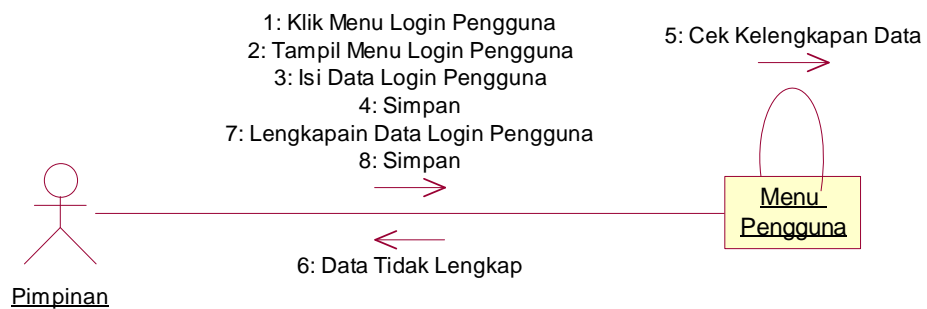 1: Klik Menu Login Pengguna
2: Tampil Menu Login Pengguna
3: Isi Data Login Pengguna
4: Simpan
7: Lengkapain Data Login Pengguna
8: Simpan
5: Cek Kelengkapan Data
Menu
Pengguna
6: Data Tidak Lengkap
Pimpinan